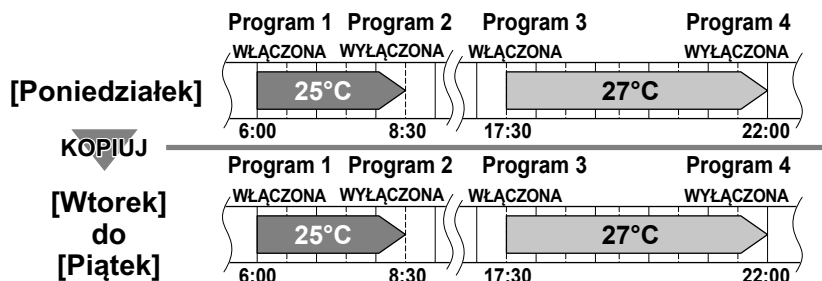 Program 1 Program 2 Program 3 Program 4
WŁĄCZONA WYŁĄCZONA WŁĄCZONA WYŁĄCZONA
[Poniedziałek] 25°C 27°C
6:00 8:30 17:30 22:00
KOPIUJ
Program 1 Program 2 Program 3 Program 4
WŁĄCZONA WYŁĄCZONA WŁĄCZONA WYŁĄCZONA
[Wtorek]
do 25°C 27°C
[Piątek]
6:00 8:30 17:30 22:00